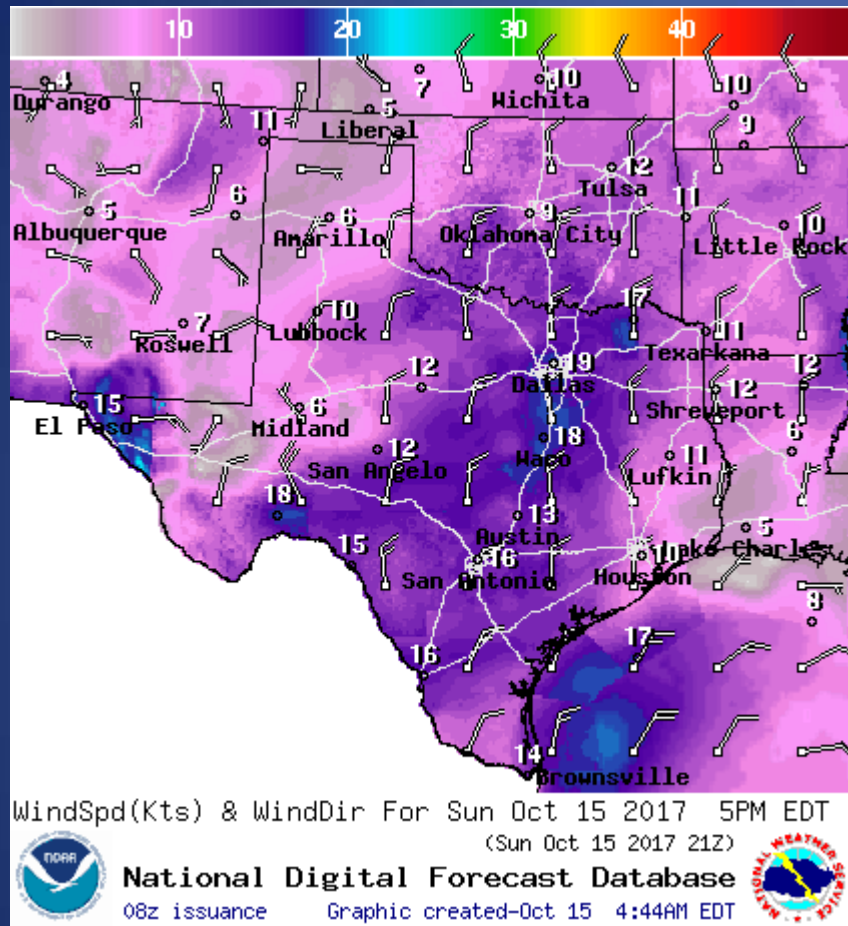 10 20 30 40
4 7 10 10
Durango Wichita
5
Liberal
11 9
12
Tulsa
5 6 6 9 11 10
Albuquerque Amarillo Oklahoma City Little Rock
7 10 17 11
Roswell Lubbock Texarkana
19
12 Dallas 12 12
15 6 Shreveport
El Paso Midland 18 6
12 Waco 11
San Angelo Lufkin
18 13 5
Austin Lake Charles
15 16 10
San Antonio Houston
8
16 17
14
Brownsville
WindSpd(Kts) & WindDir For Sun Oct 15 2017 5PM EDT
(Sun Oct 15 2017 21Z)
NOAA
NATIONAL WEATHER SERVICE
National Digital Forecast Database
08z issuance Graphic created-Oct 15 4:44AM EDT